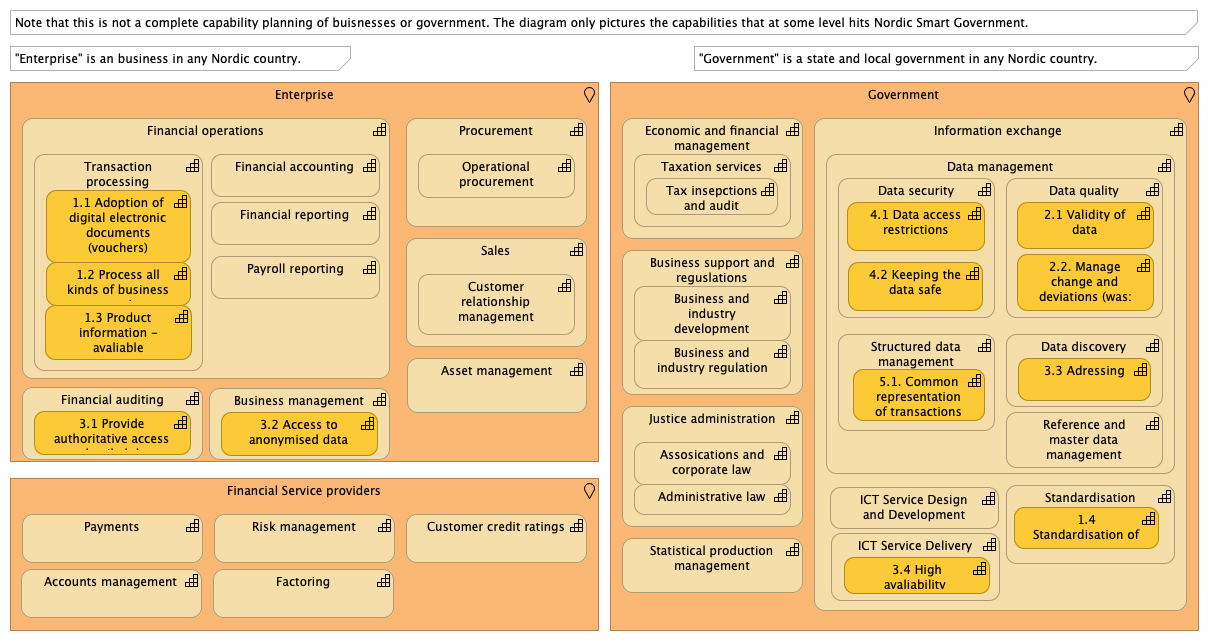 Note that this is not a complete capability planning of buisnesses or government. The diagram only pictures the capabilities that at some level hits Nordic Smart Government.
"Enterprise" is an business in any Nordic country.
"Government" is a state and local government in any Nordic country.
Enterprise
Financial operations
Transaction
processing
1.1 Adoption of
digital electronic
documents
(vouchers)
1.2 Process all
kinds of business
1.3 Product
information –
avaliable
Financial accounting
Financial reporting
Payroll reporting
Procurement
Operational
procurement
Sales
Customer
relationship
management
Asset management
Financial auditing
3.1 Provide
authoritative access
Business management
3.2 Access to
anonymised data
Financial Service providers
Payments
Risk management
Customer credit ratings
Accounts management
Factoring
Government
Economic and financial
management
Taxation services
Tax insepctions
and audit
Business support and
reguslations
Business and
industry
development
Business and
industry regulation
Justice administration
Assosications and
corporate law
Administrative law
Statistical production
management
Information exchange
Data management
Data security
4.1 Data access
restrictions
4.2 Keeping the
data safe
Data quality
2.1 Validity of
data
2.2. Manage
change and
deviations (was:
Structured data
management
5.1. Common
representation
of transactions
Data discovery
3.3 Adressing
Reference and
master data
management
ICT Service Design
and Development
ICT Service Delivery
3.4 High
avaliability
Standardisation
1.4
Standardisation of